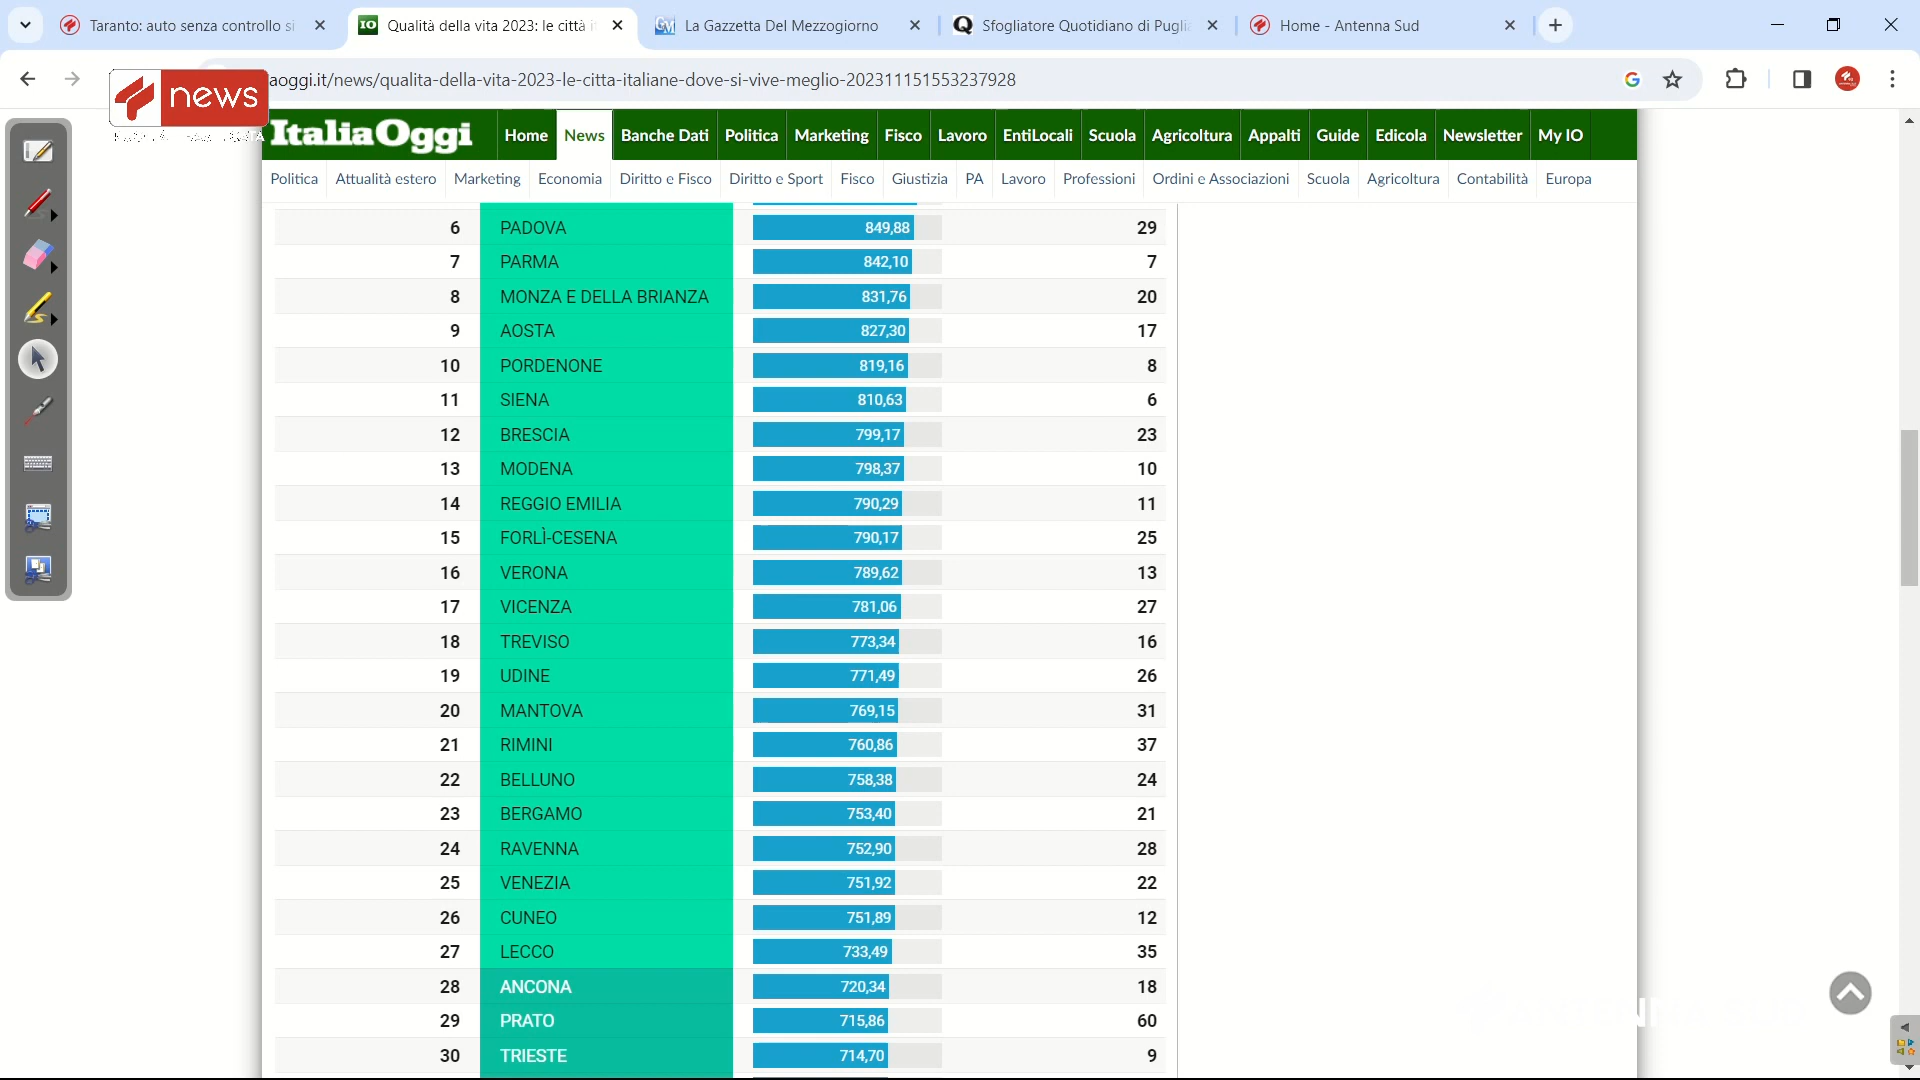 Taranto: auto senza controllo si
Qualità della vita 2023: le città i
La Gazzetta Del Mezzogiorno
Sfogliatore Quotidiano di Pugli
Home - Antenna Sud
aoggi.it/news/qualita-della-vita-2023-le-citta-italiane-dove-si-vive-meglio-202311151553237928
news
ItaliaOggi
Home News Banche Dati Politica Marketing Fisco Lavoro EntiLocali Scuola Agricoltura Appalti Guide Edicola Newsletter My IO
Politica Attualità estero Marketing Economia Diritto e Fisco Diritto e Sport Fisco Giustizia PA Lavoro Professioni Ordini e Associazioni Scuola Agricoltura Contabilità Europa
6 PADOVA 849,88 29
7 PARMA 842,10 7
8 MONZA E DELLA BRIANZA 831,76 20
9 AOSTA 827,30 17
10 PORDENONE 819,16 8
11 SIENA 810,63 6
12 BRESCIA 799,17 23
13 MODENA 798,37 10
14 REGGIO EMILIA 790,29 11
15 FORLÌ-CESENA 790,17 25
16 VERONA 789,62 13
17 VICENZA 781,06 27
18 TREVISO 773,34 16
19 UDINE 771,49 26
20 MANTOVA 769,15 31
21 RIMINI 760,86 37
22 BELLUNO 758,38 24
23 BERGAMO 753,40 21
24 RAVENNA 752,90 28
25 VENEZIA 751,92 22
26 CUNEO 751,89 12
27 LECCO 733,49 35
28 ANCONA 720,34 18
29 PRATO 715,86 60
30 TRIESTE 714,70 9